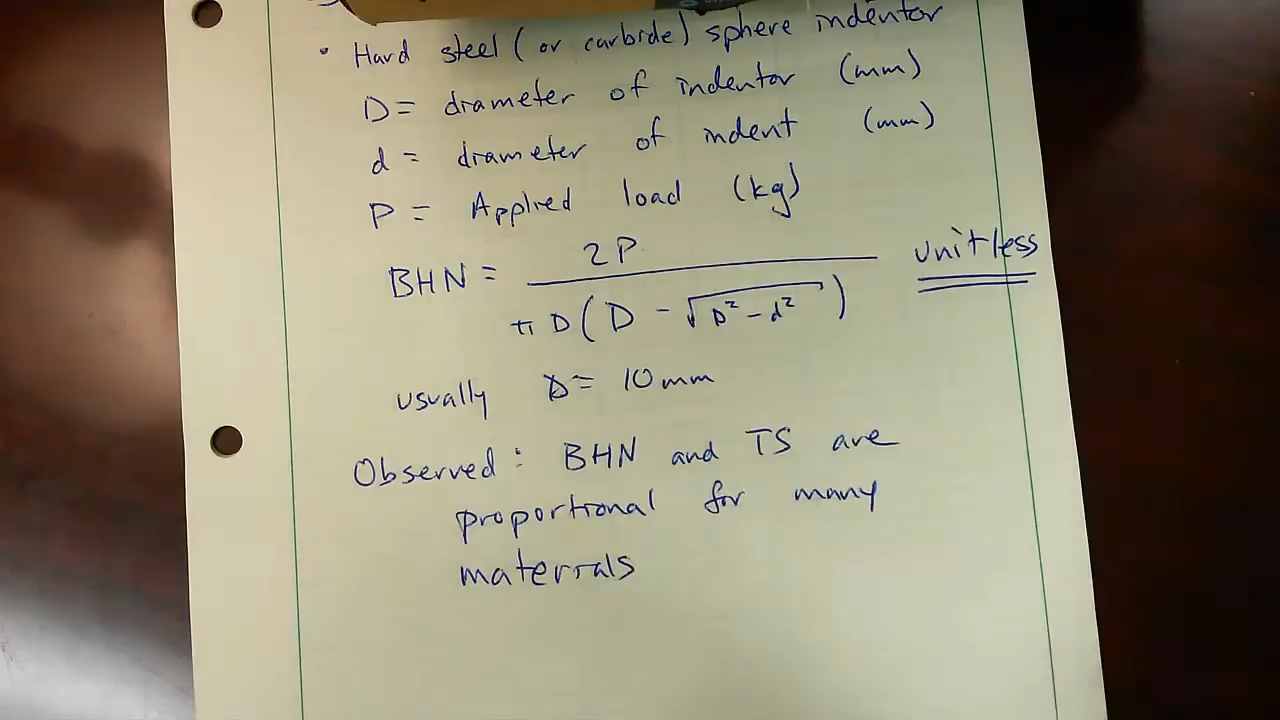 • Hard steel (or carbide) sphere indentor
D = diameter of indentor (mm)
d = diameter of indent (mm)
P = Applied load (kg)
BHN = 2P / π D ( D - √D² - d² ) unitless
usually D = 10 mm
Observed : BHN and TS are
proportional for many
materials